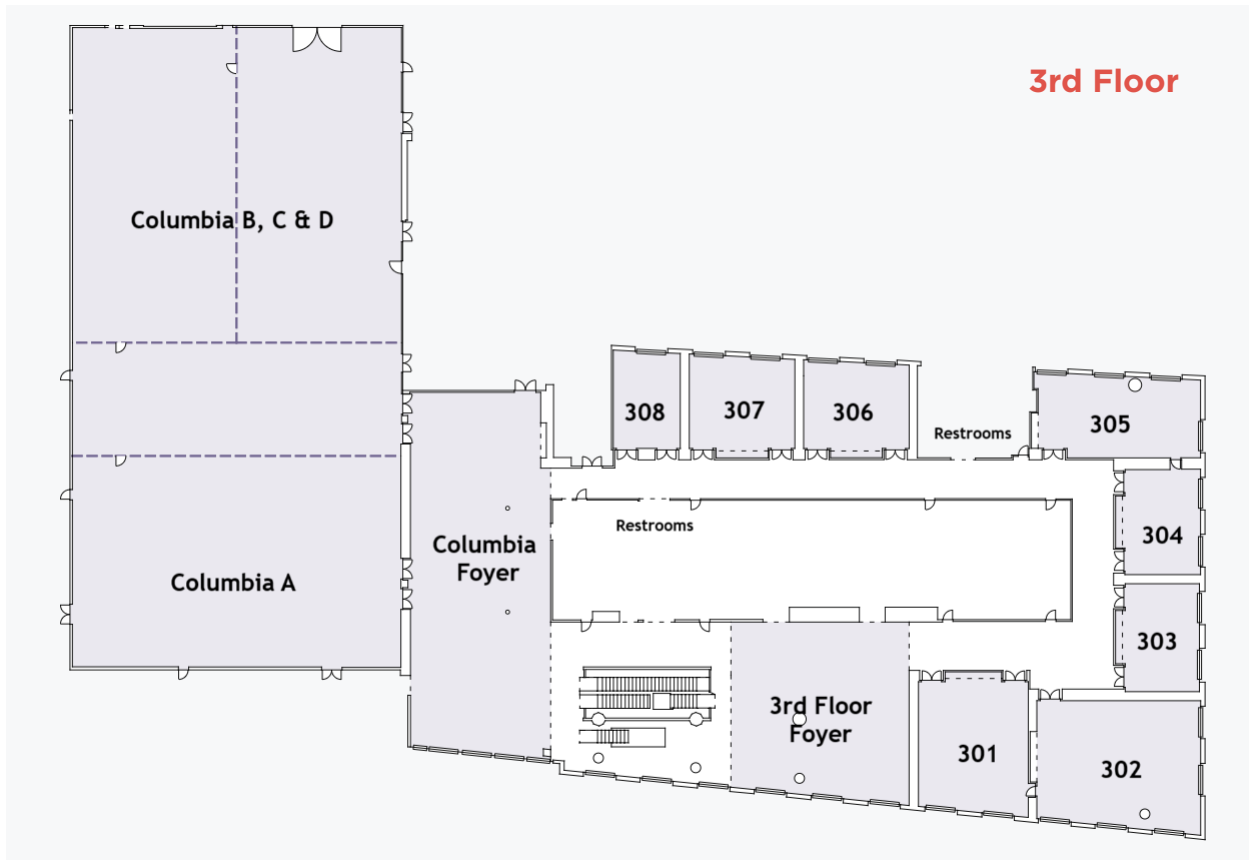 3rd Floor
Columbia B, C & D
308
307
306
Restrooms
305
Restrooms
304
Columbia
Foyer
Columbia A
303
3rd Floor
Foyer
301
302